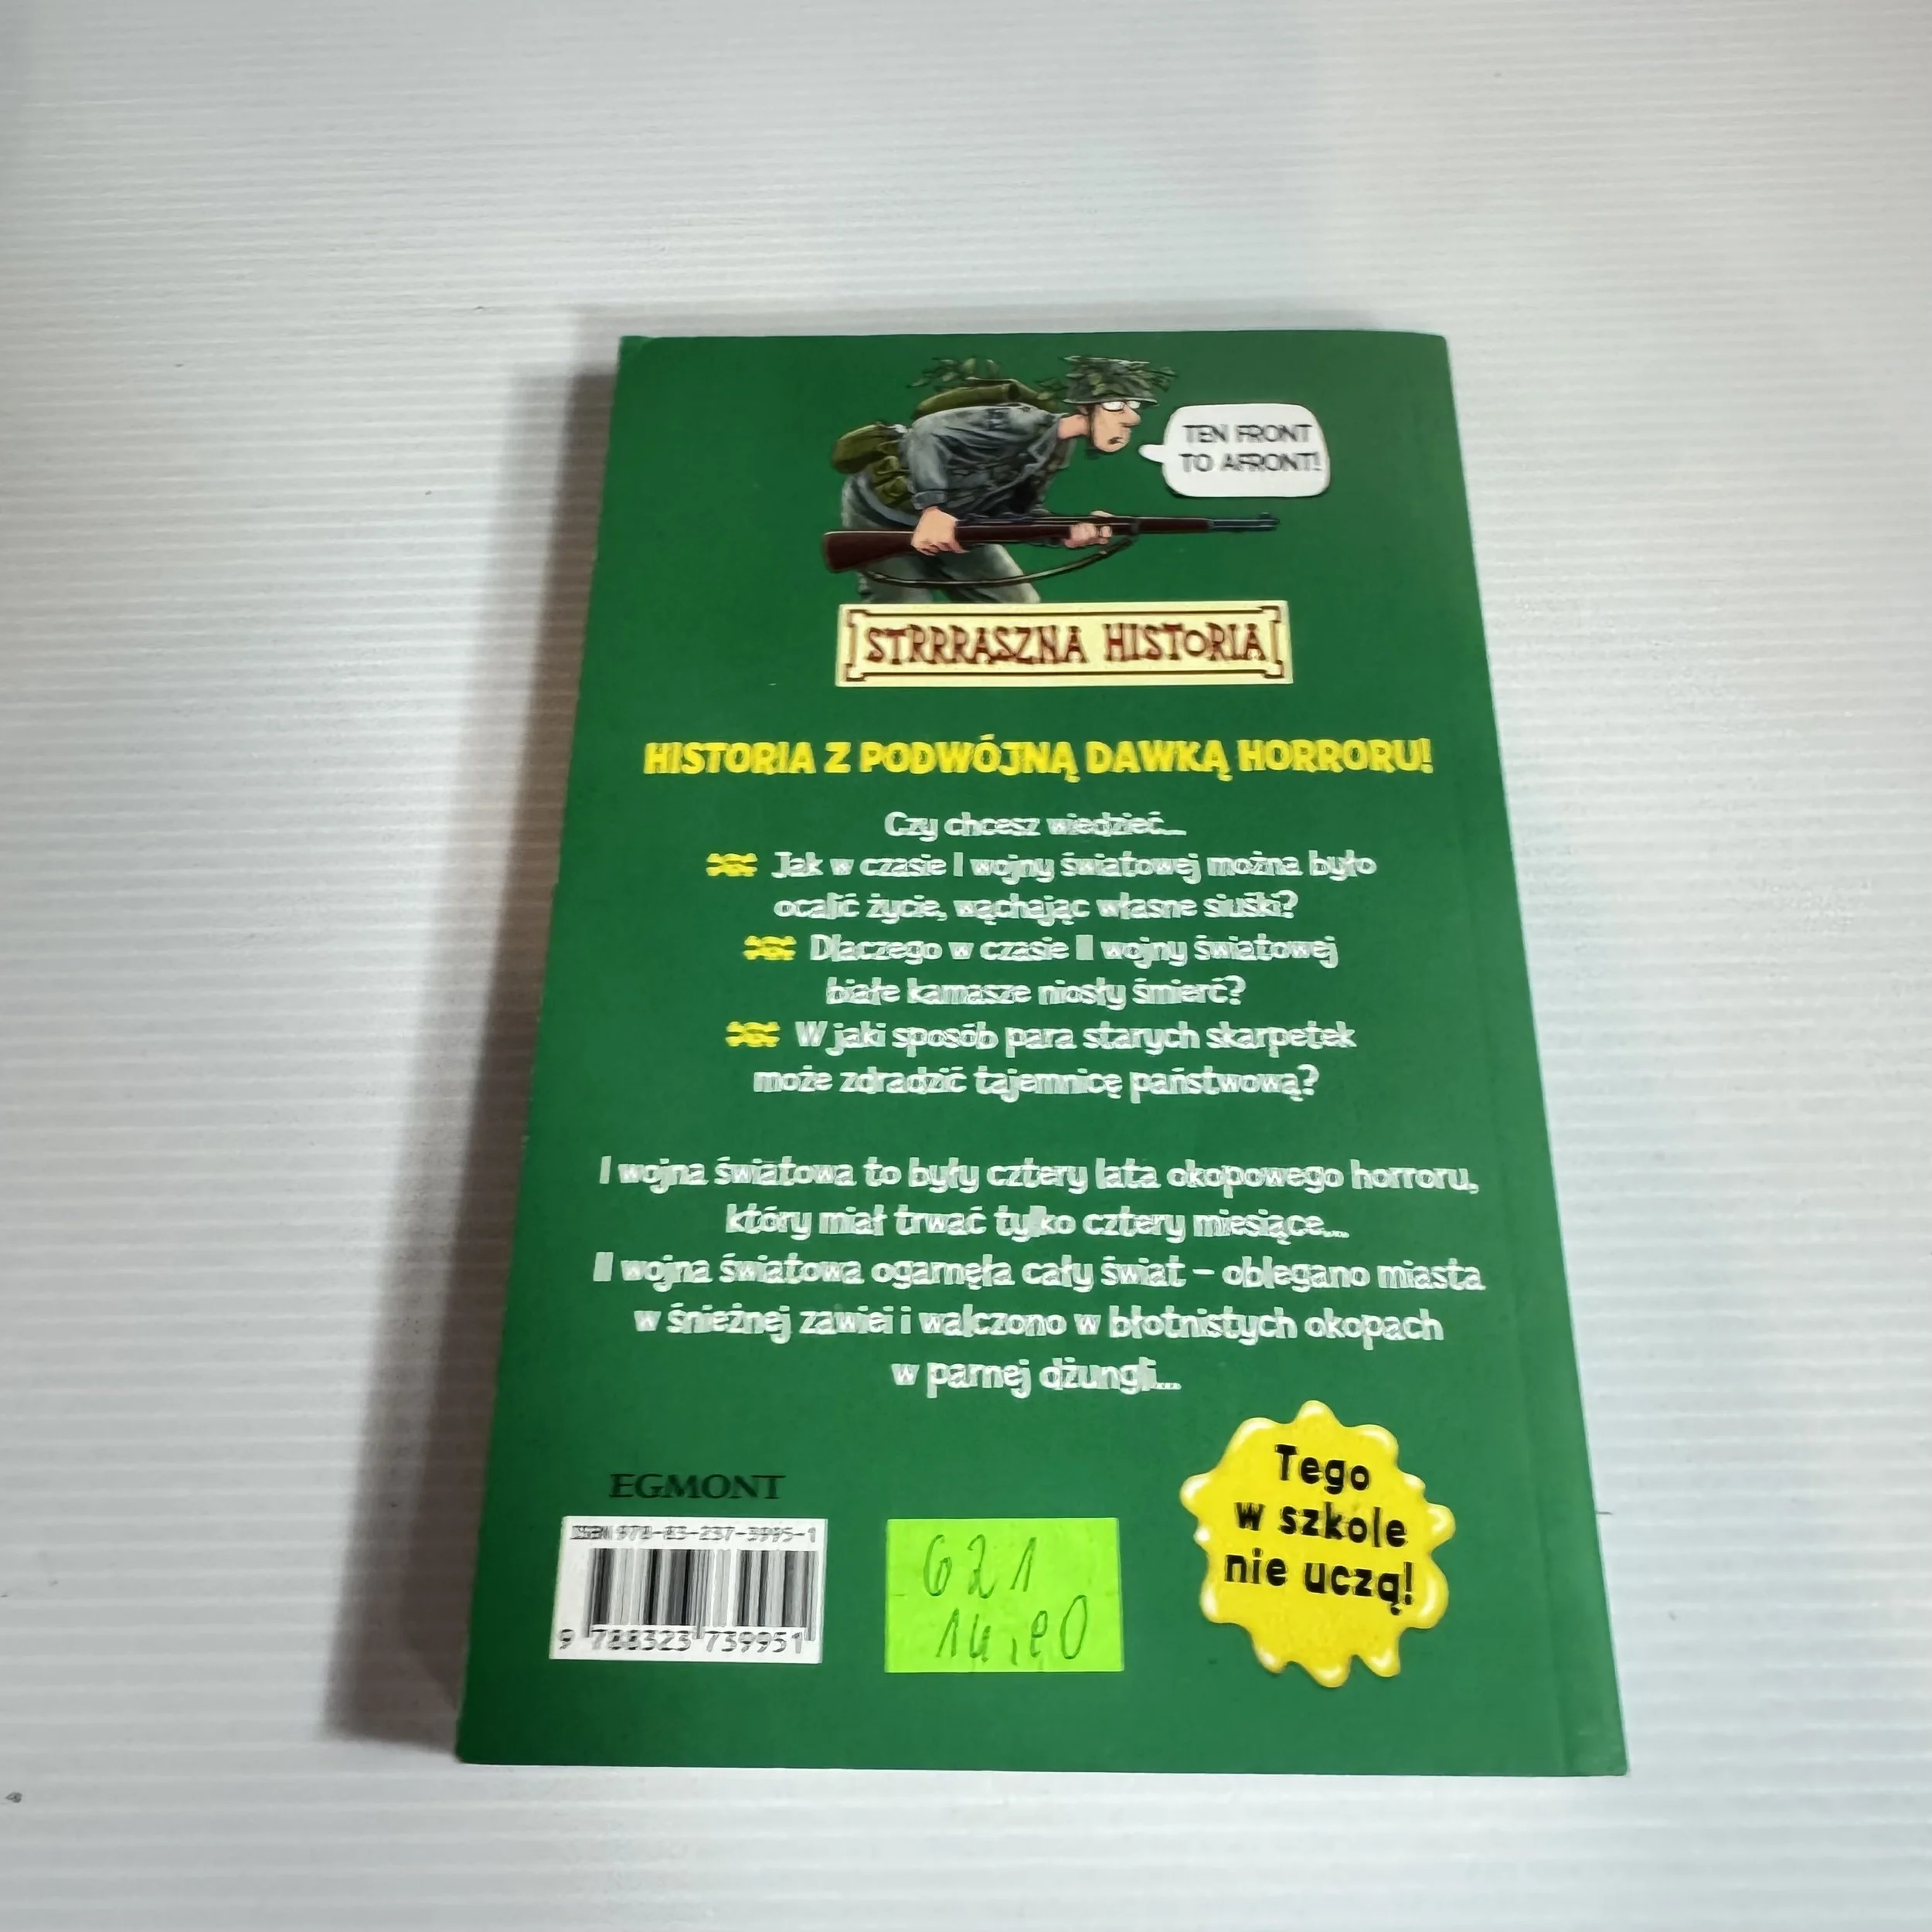 TEN FRONT
TO AFRONT!
STRRRASZNA HISTORIA
HISTORIA Z PODWÓJNĄ DAWKĄ HORRORU!
Czy chcesz wiedzieć...
Jak w czasie I wojny światowej można było
ocalić życie, wąchając własne siuśki?
Dlaczego w czasie II wojny światowej
białe kamasze niosły śmierć?
W jaki sposób para starych skarpetek
może zdradzić tajemnicę państwową?
I wojna światowa to były cztery lata okopowego horroru,
który miał trwać tylko cztery miesiące...
II wojna światowa ogarnęła cały świat – oblegano miasta
w śnieżnej zawiei i walczono w błotnistych okopach
w parnej dżungli...
Tego
w szkole
nie uczą!
EGMONT
ISBN 978-83-237-3995-1
9 788323 739951
621